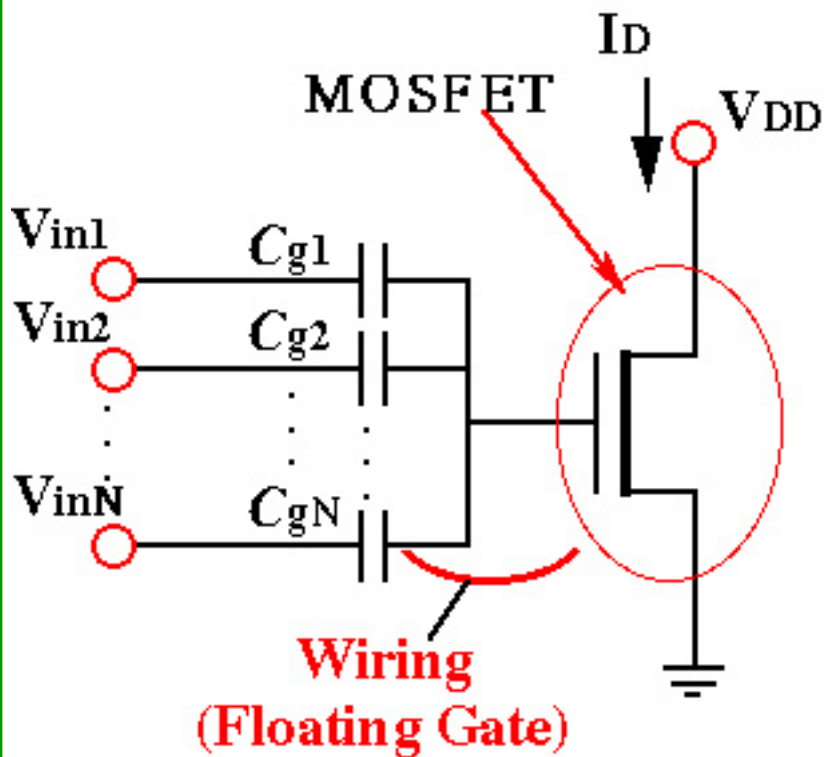 ID
MOSFET
VDD
Vin1
Cg1
Vin2
Cg2
VinN
CgN
Wiring
(Floating Gate)